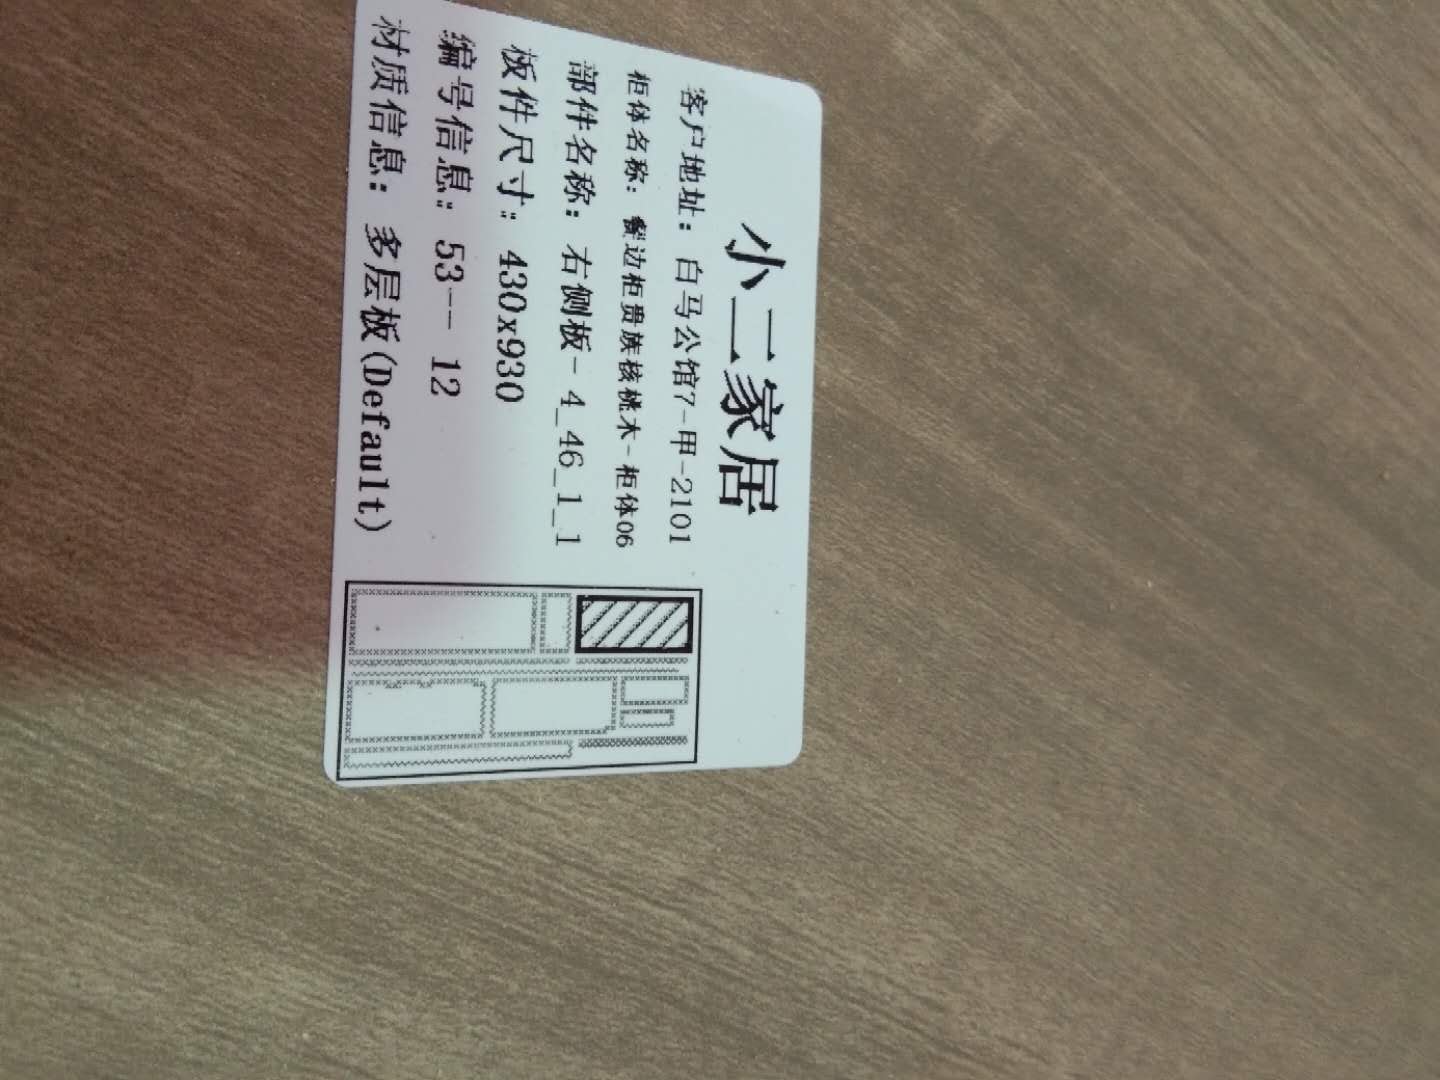 小二家居
客户地址：白马公馆7-甲-2101
柜体名称：餐边柜贵族核桃木-柜体06
部件名称：右侧板-4_46_1_1
板件尺寸：430x930
编号信息：53-- 12
材质信息：多层板(Default)